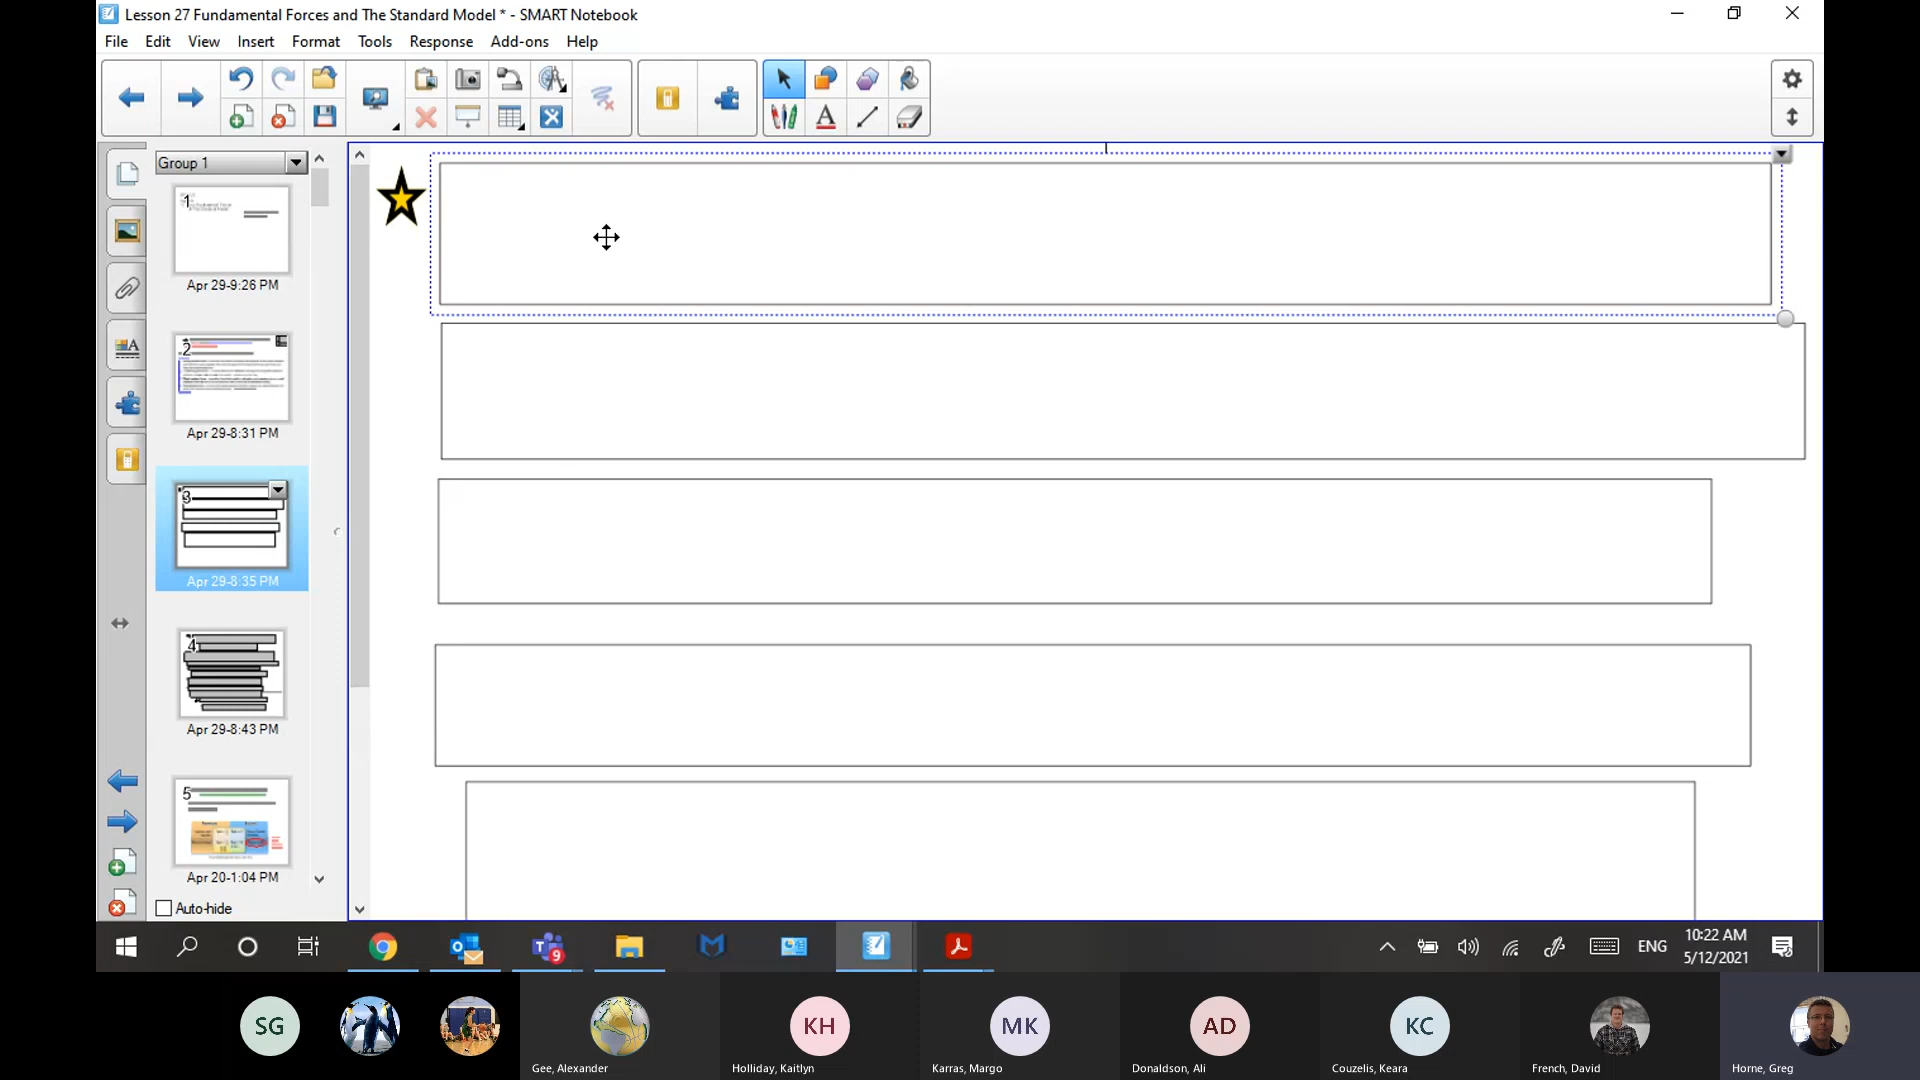 Lesson 27 Fundamental Forces and The Standard Model * - SMART Notebook
File Edit View Insert Format Tools Response Add-ons Help
Group 1
1
Apr 29-9:26 PM
2
Apr 29-8:31 PM
3
Apr 29-8:35 PM
4
Apr 29-8:43 PM
5
Apr 20-1:04 PM
Auto-hide
9
ENG
10:22 AM
5/12/2021
SG KH MK AD KC
Gee, Alexander Holliday, Kaitlyn Karras, Margo Donaldson, Ali Couzelis, Keara French, David Horne, Greg